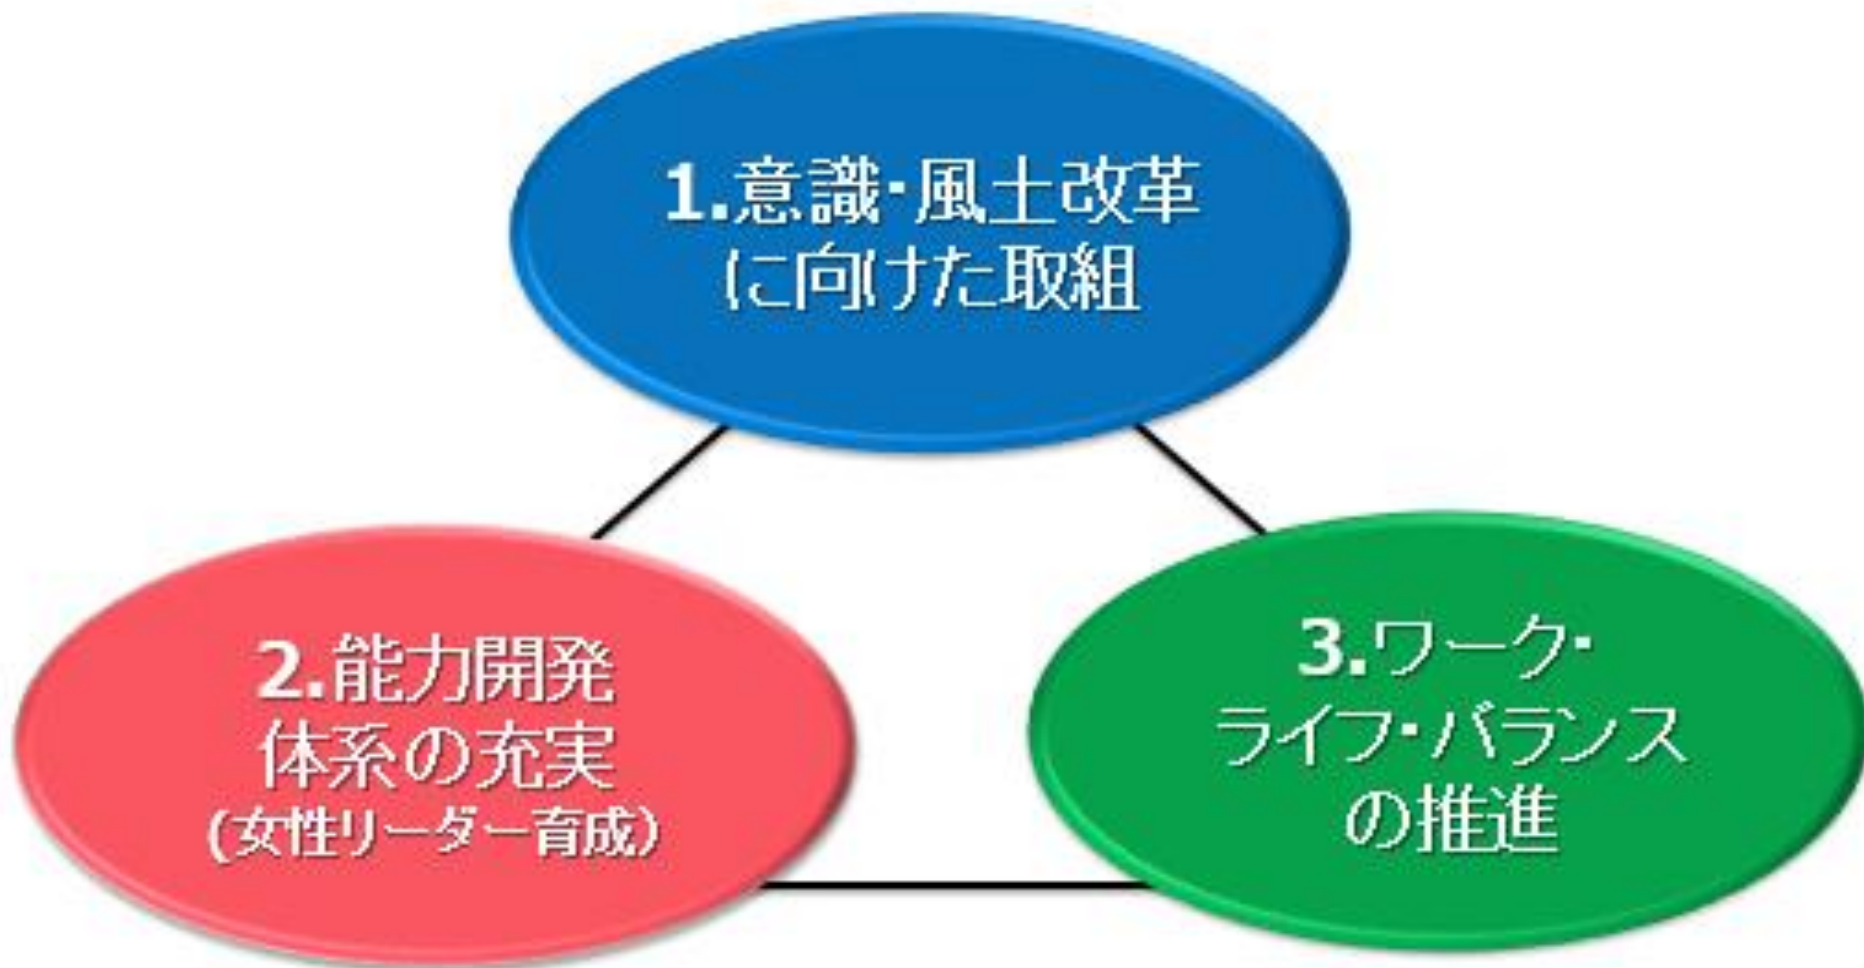 1.意識・風土改革
に向けた取組
2.能力開発
体系の充実
(女性リーダー育成）
3.ワーク・
ライフ・バランス
の推進